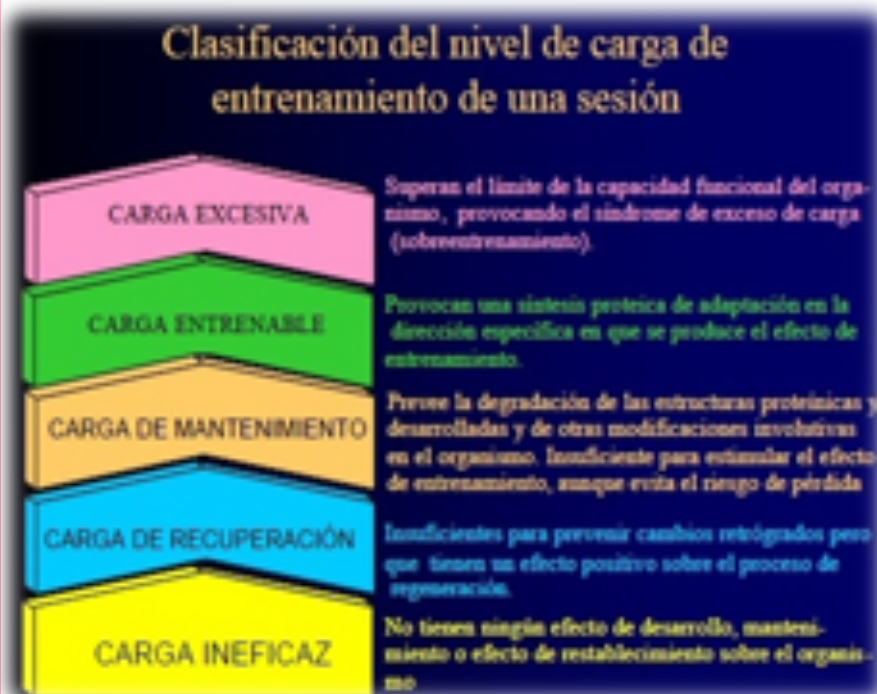 Clasificación del nivel de carga de
entrenamiento de una sesión
CARGA EXCESIVA
Superan el límite de la capacidad funcional del orga-
nismo, provocando el síndrome de exceso de carga
(sobreentrenamiento).
CARGA ENTRENABLE
Provocan una síntesis proteica de adaptación en la
dirección específica en que se produce el efecto de
entrenamiento.
CARGA DE MANTENIMIENTO
Prevee la degradación de las estructuras proteínicas y
desarrolladas y de otras modificaciones involutivas
en el organismo. Insuficiente para estimular el efecto
de entrenamiento, aunque evita el riesgo de pérdida
CARGA DE RECUPERACIÓN
Insuficientes para prevenir cambios retrógrados pero
que tienen un efecto positivo sobre el proceso de
regeneración.
CARGA INEFICAZ
No tienen ningún efecto de desarrollo, manteni-
miento o efecto de restablecimiento sobre el organis-
mo